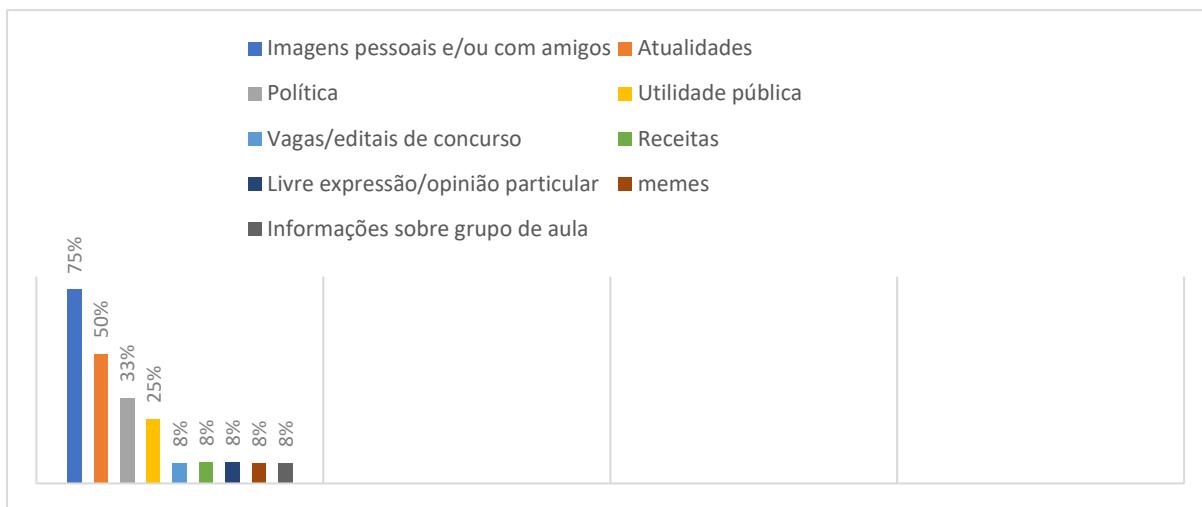 Imagens pessoais e/ou com amigos Atualidades
Política Utilidade pública
Vagas/editais de concurso Receitas
Livre expressão/opinião particular memes
Informações sobre grupo de aula
75%
50%
33%
25%
8%
8%
8%
8%
8%